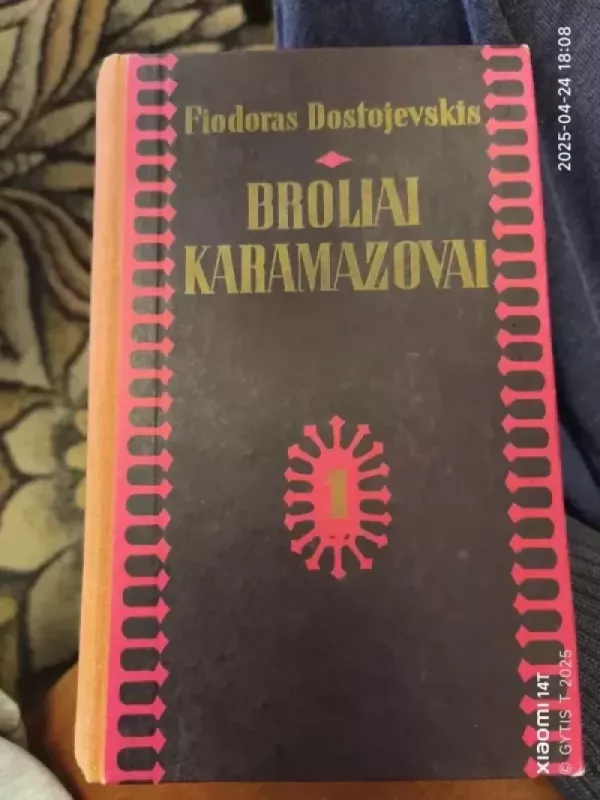 Fiodoras Dostojevskis
BROLIAI
KARAMAZOVAI
1
2025-04-24 18:08
xiaomi 14T
© GYTIS T 2025